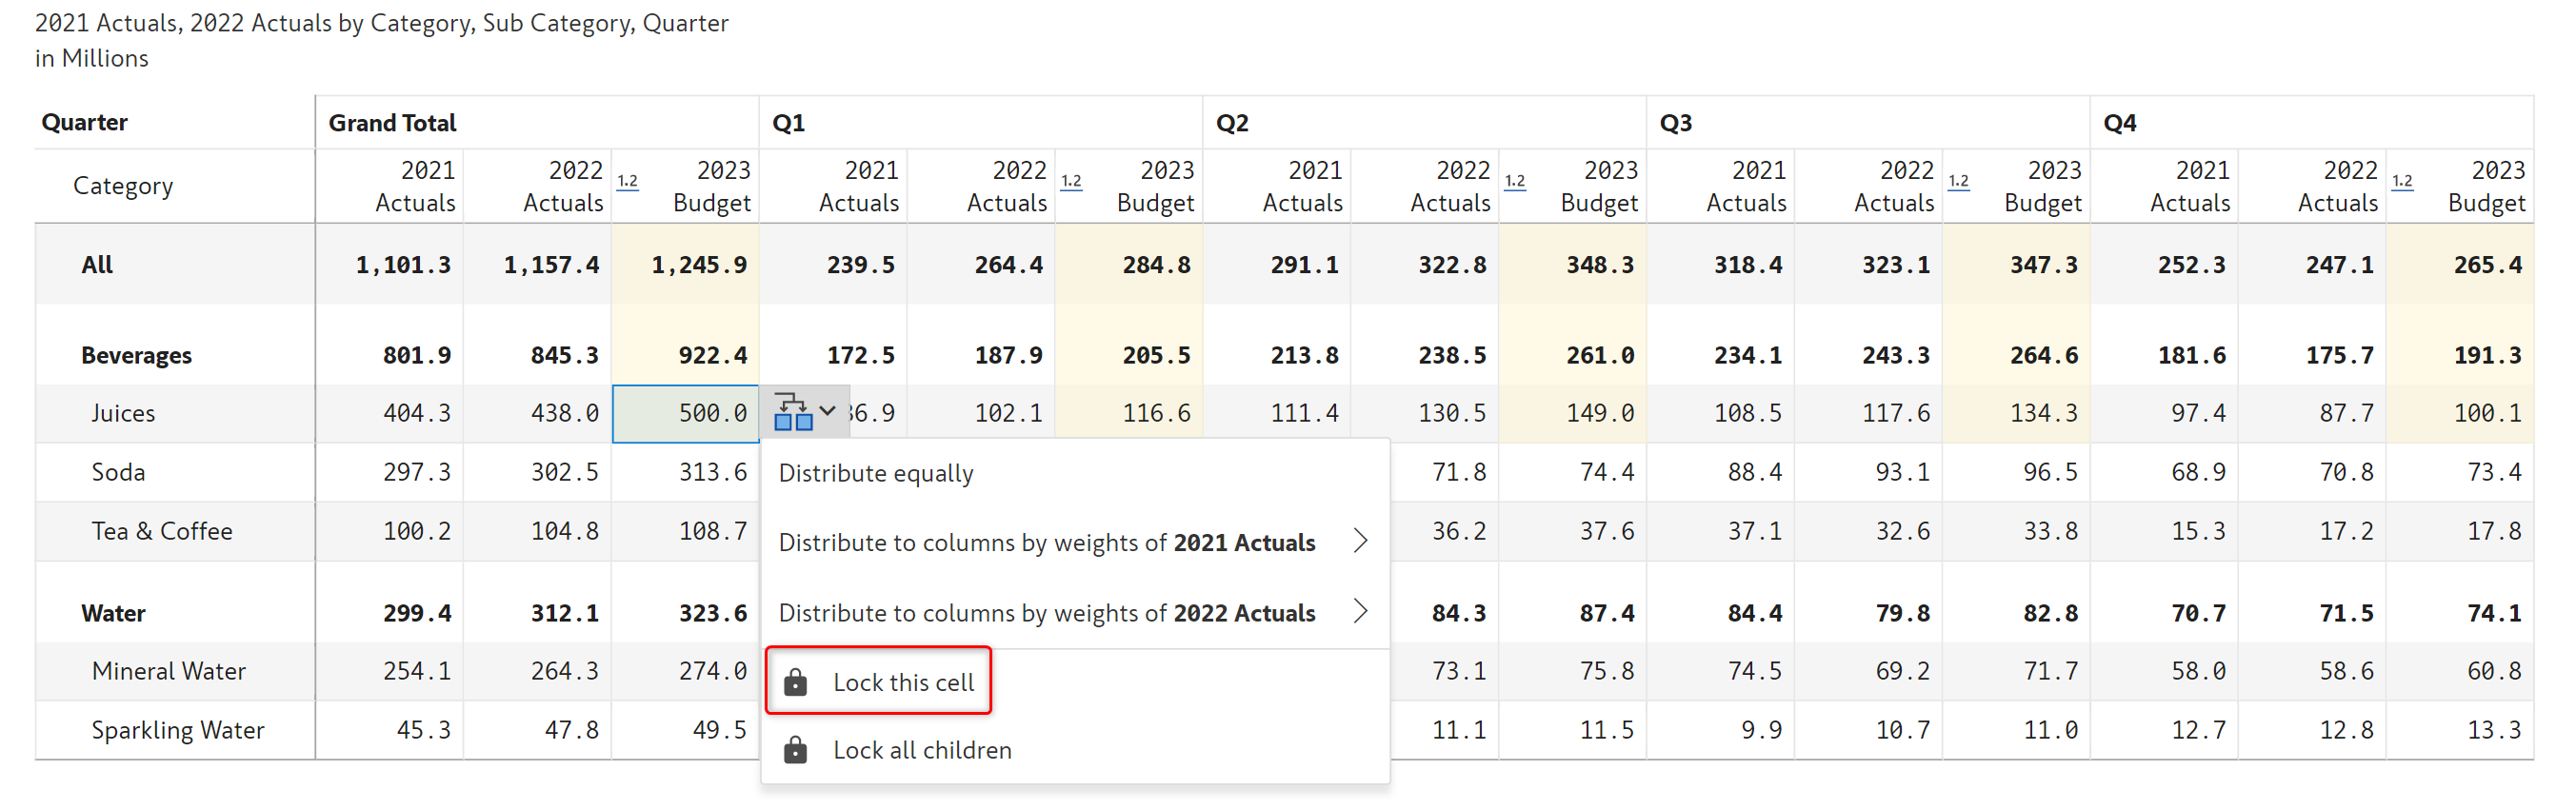 2021 Actuals, 2022 Actuals by Category, Sub Category, Quarter
in Millions
Quarter Grand Total Q1 Q2 Q3 Q4
Category 2021 Actuals 2022 Actuals 1.2 2023 Budget 2021 Actuals 2022 Actuals 1.2 2023 Budget 2021 Actuals 2022 Actuals 1.2 2023 Budget 2021 Actuals 2022 Actuals 1.2 2023 Budget 2021 Actuals 2022 Actuals 1.2 2023 Budget
All 1,101.3 1,157.4 1,245.9 239.5 264.4 284.8 291.1 322.8 348.3 318.4 323.1 347.3 252.3 247.1 265.4
Beverages 801.9 845.3 922.4 172.5 187.9 205.5 213.8 238.5 261.0 234.1 243.3 264.6 181.6 175.7 191.3
Juices 404.3 438.0 500.0 6.9 102.1 116.6 111.4 130.5 149.0 108.5 117.6 134.3 97.4 87.7 100.1
Soda 297.3 302.5 313.6 71.8 74.4 88.4 93.1 96.5 68.9 70.8 73.4
Tea & Coffee 100.2 104.8 108.7 36.2 37.6 37.1 32.6 33.8 15.3 17.2 17.8
Water 299.4 312.1 323.6 84.3 87.4 84.4 79.8 82.8 70.7 71.5 74.1
Mineral Water 254.1 264.3 274.0 73.1 75.8 74.5 69.2 71.7 58.0 58.6 60.8
Sparkling Water 45.3 47.8 49.5 11.1 11.5 9.9 10.7 11.0 12.7 12.8 13.3
Distribute equally
Distribute to columns by weights of 2021 Actuals
Distribute to columns by weights of 2022 Actuals
Lock this cell
Lock all children